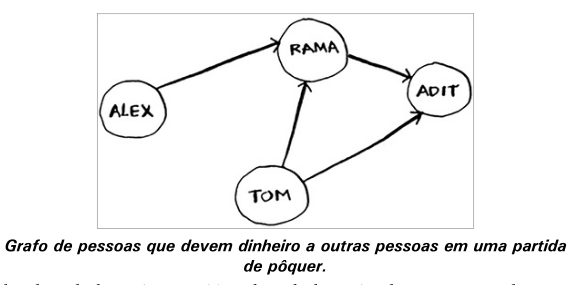 RAMA
ADIT
ALEX
TOM
Grafo de pessoas que devem dinheiro a outras pessoas em uma partida
de pôquer.